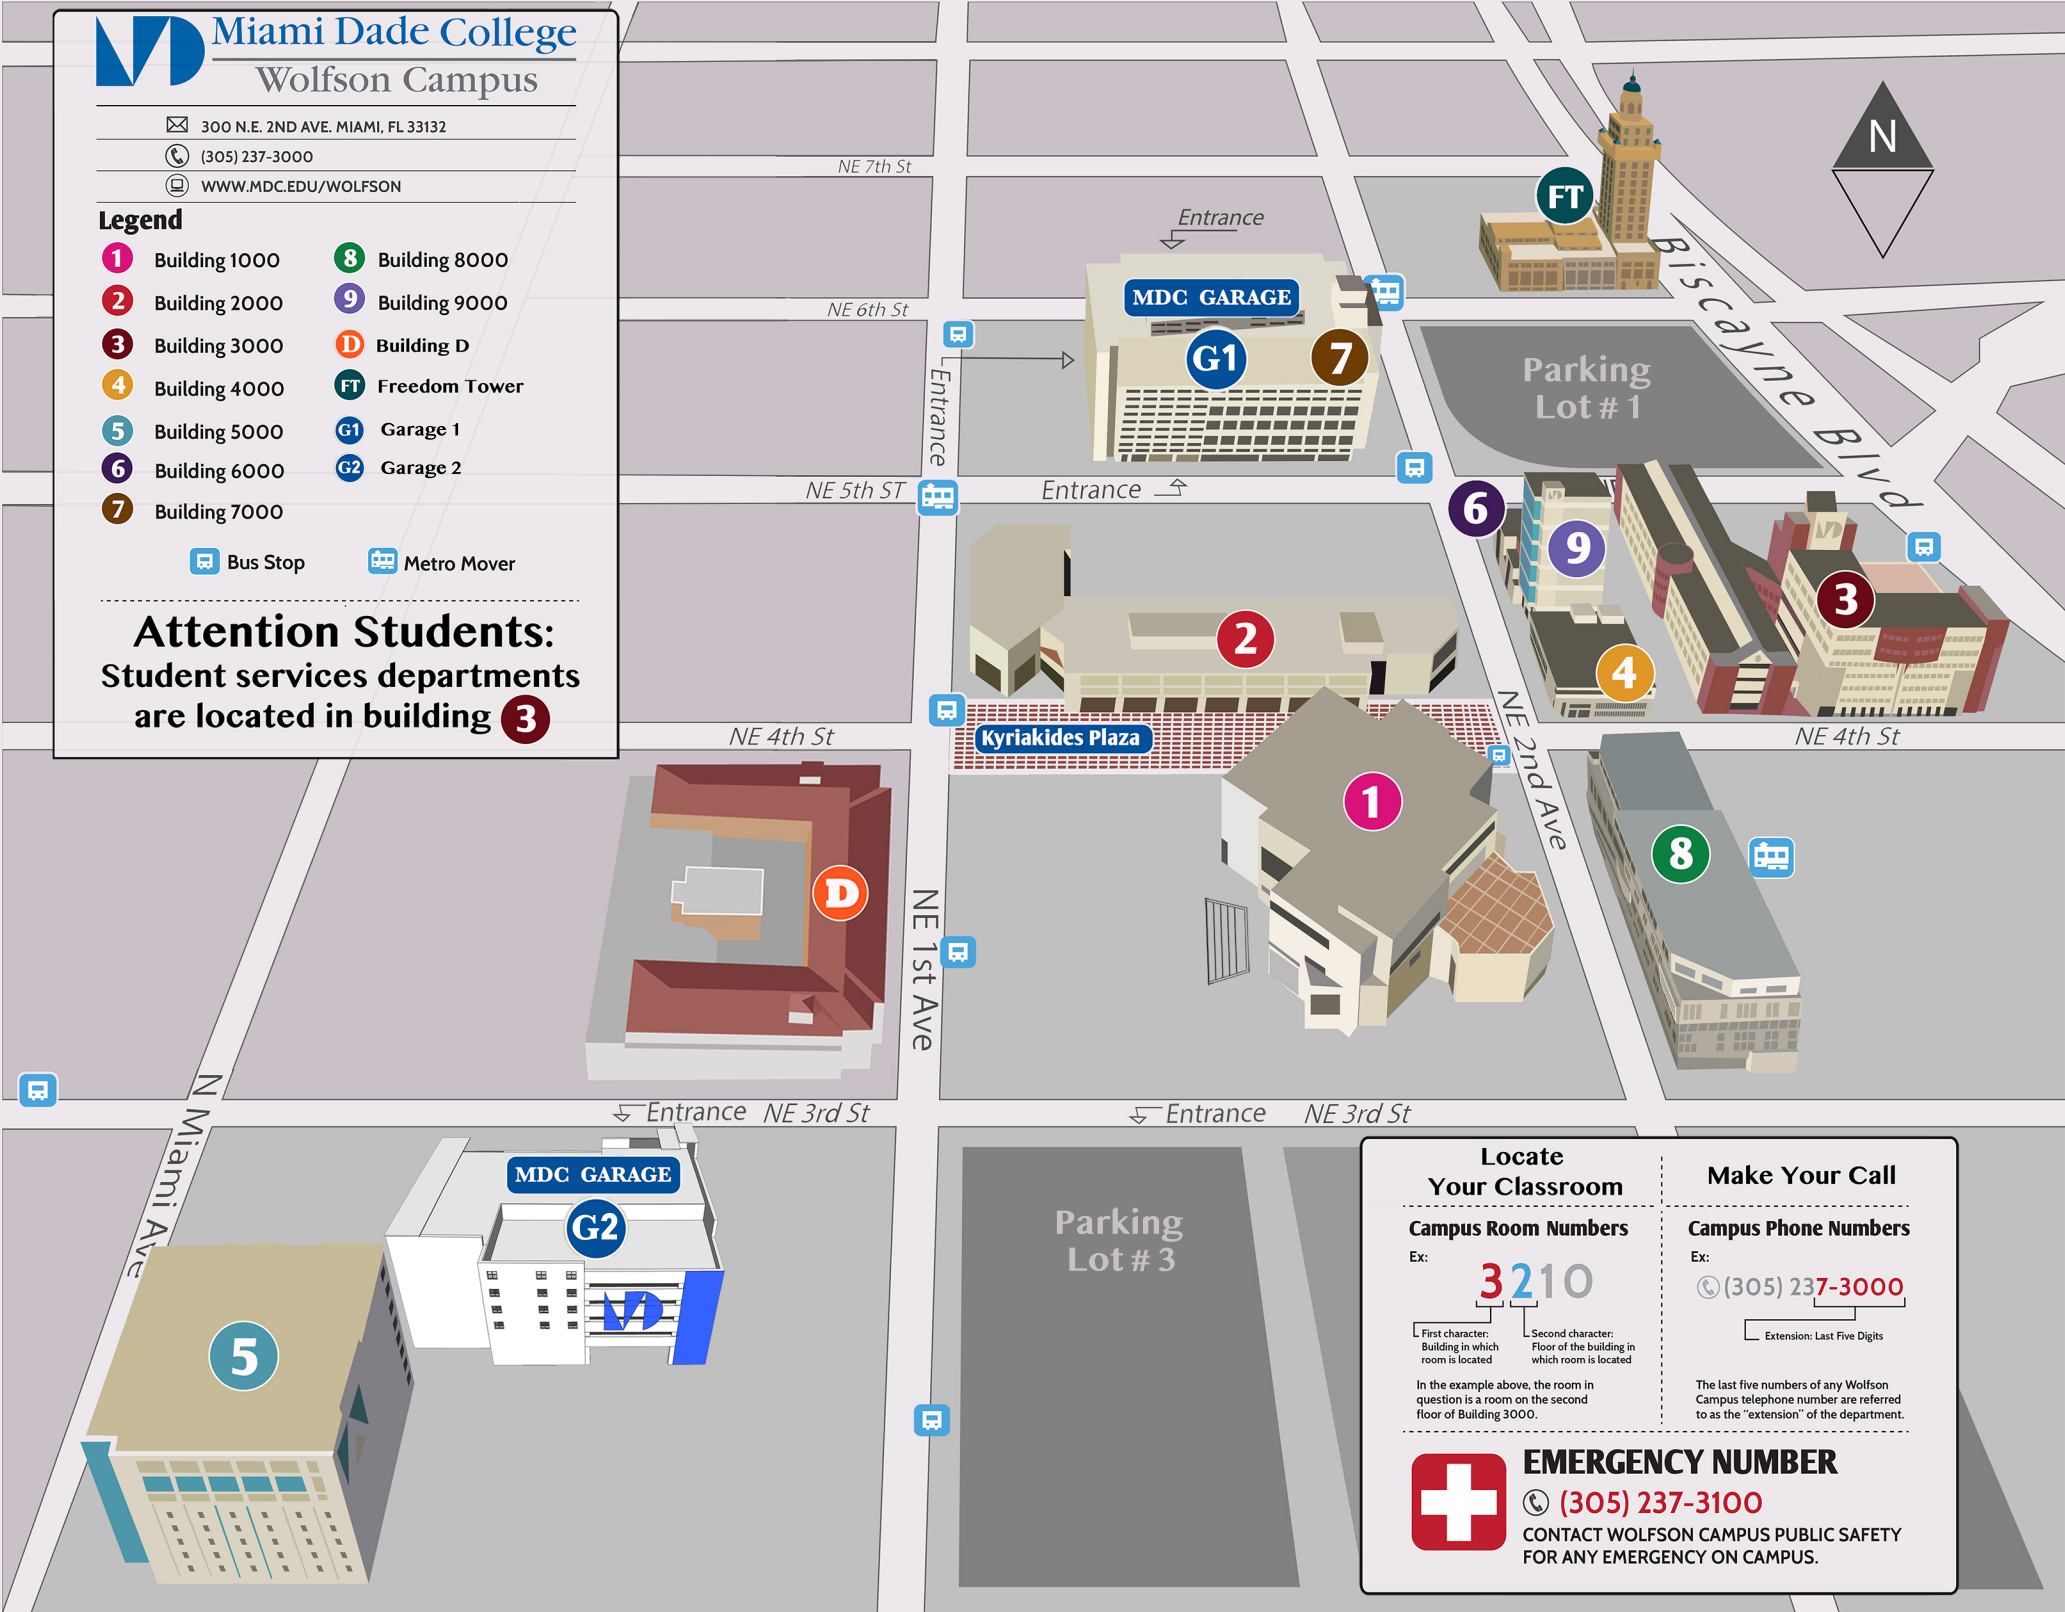 Miami Dade College
Wolfson Campus
300 N.E. 2ND AVE. MIAMI, FL 33132
(305) 237-3000
WWW.MDC.EDU/WOLFSON
Legend
1 Building 1000
2 Building 2000
3 Building 3000
4 Building 4000
5 Building 5000
6 Building 6000
7 Building 7000
8 Building 8000
9 Building 9000
D Building D
FT Freedom Tower
G1 Garage 1
G2 Garage 2
Bus Stop
Metro Mover
Attention Students:
Student services departments
are located in building 3
N
NE 7th St
Entrance
FT
Biscayne Blvd
NE 6th St
MDC GARAGE
G1
7
Entrance
Parking
Lot # 1
NE 5th ST
Entrance
6
9
3
2
4
NE 2nd Ave
NE 4th St
Kyriakides Plaza
NE 4th St
1
8
D
NE 1st Ave
N Miami Ave
Entrance NE 3rd St
Entrance NE 3rd St
MDC GARAGE
G2
5
Parking
Lot # 3
Locate
Your Classroom
Campus Room Numbers
Ex:
3210
First character:
Building in which
room is located
Second character:
Floor of the building in
which room is located
In the example above, the room in
question is a room on the second
floor of Building 3000.
Make Your Call
Campus Phone Numbers
Ex:
(305) 237-3000
Extension: Last Five Digits
The last five numbers of any Wolfson
Campus telephone number are referred
to as the "extension" of the department.
EMERGENCY NUMBER
(305) 237-3100
CONTACT WOLFSON CAMPUS PUBLIC SAFETY
FOR ANY EMERGENCY ON CAMPUS.